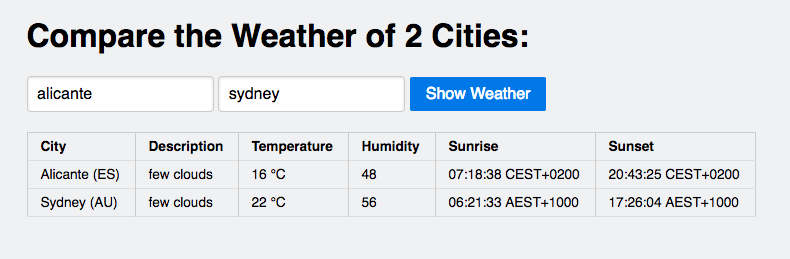 Compare the Weather of 2 Cities:
alicante sydney Show Weather
City Description Temperature Humidity Sunrise Sunset
Alicante (ES) few clouds 16 °C 48 07:18:38 CEST+0200 20:43:25 CEST+0200
Sydney (AU) few clouds 22 °C 56 06:21:33 AEST+1000 17:26:04 AEST+1000